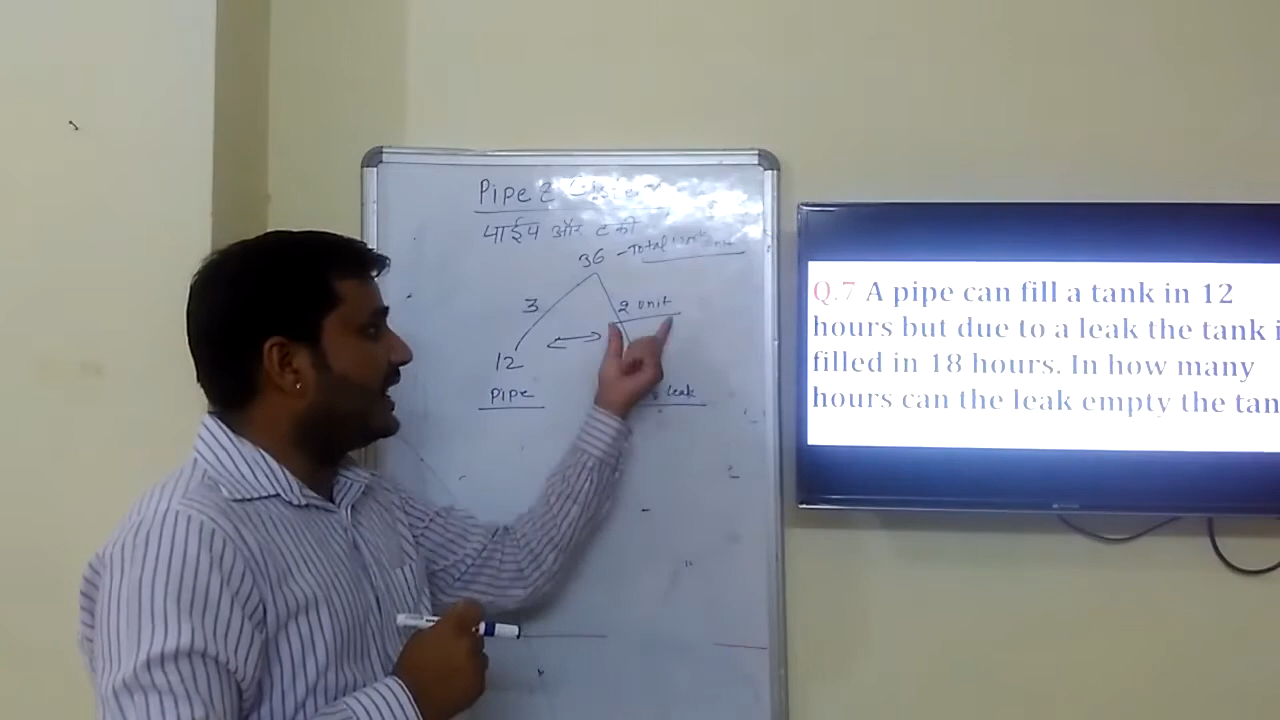 Pipe &
पाईप और टंकी
36 - Total work
3
2 unit
12
Pipe
leak
Q.7 A pipe can fill a tank in 12
hours but due to a leak the tank i
filled in 18 hours. In how many
hours can the leak empty the tan